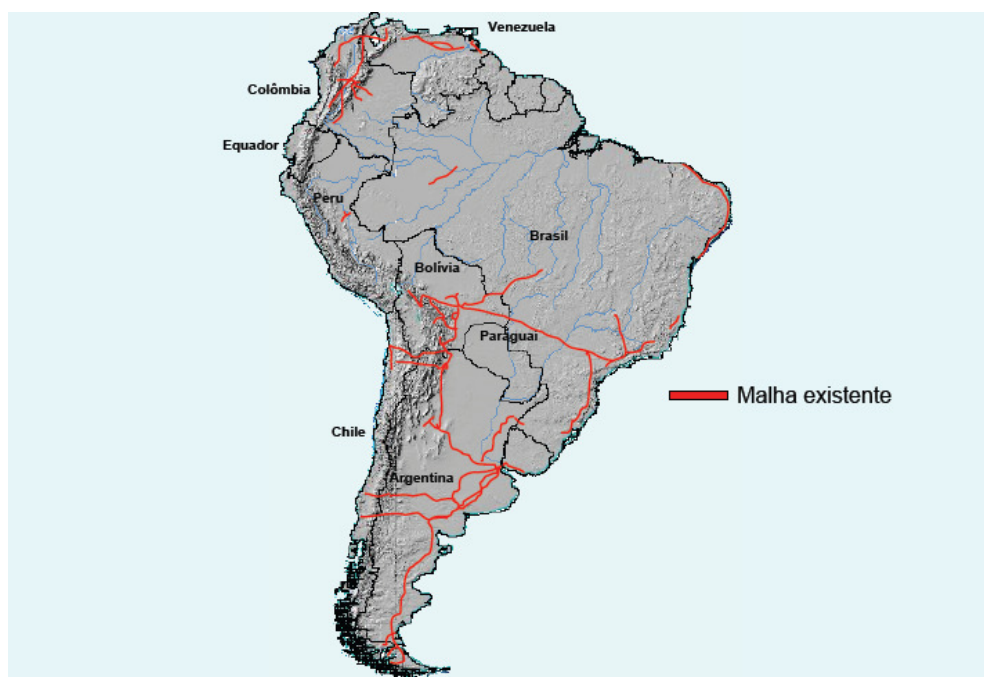 Venezuela
Colômbia
Equador
Peru
Brasil
Bolívia
Paraguai
Malha existente
Chile
Argentina